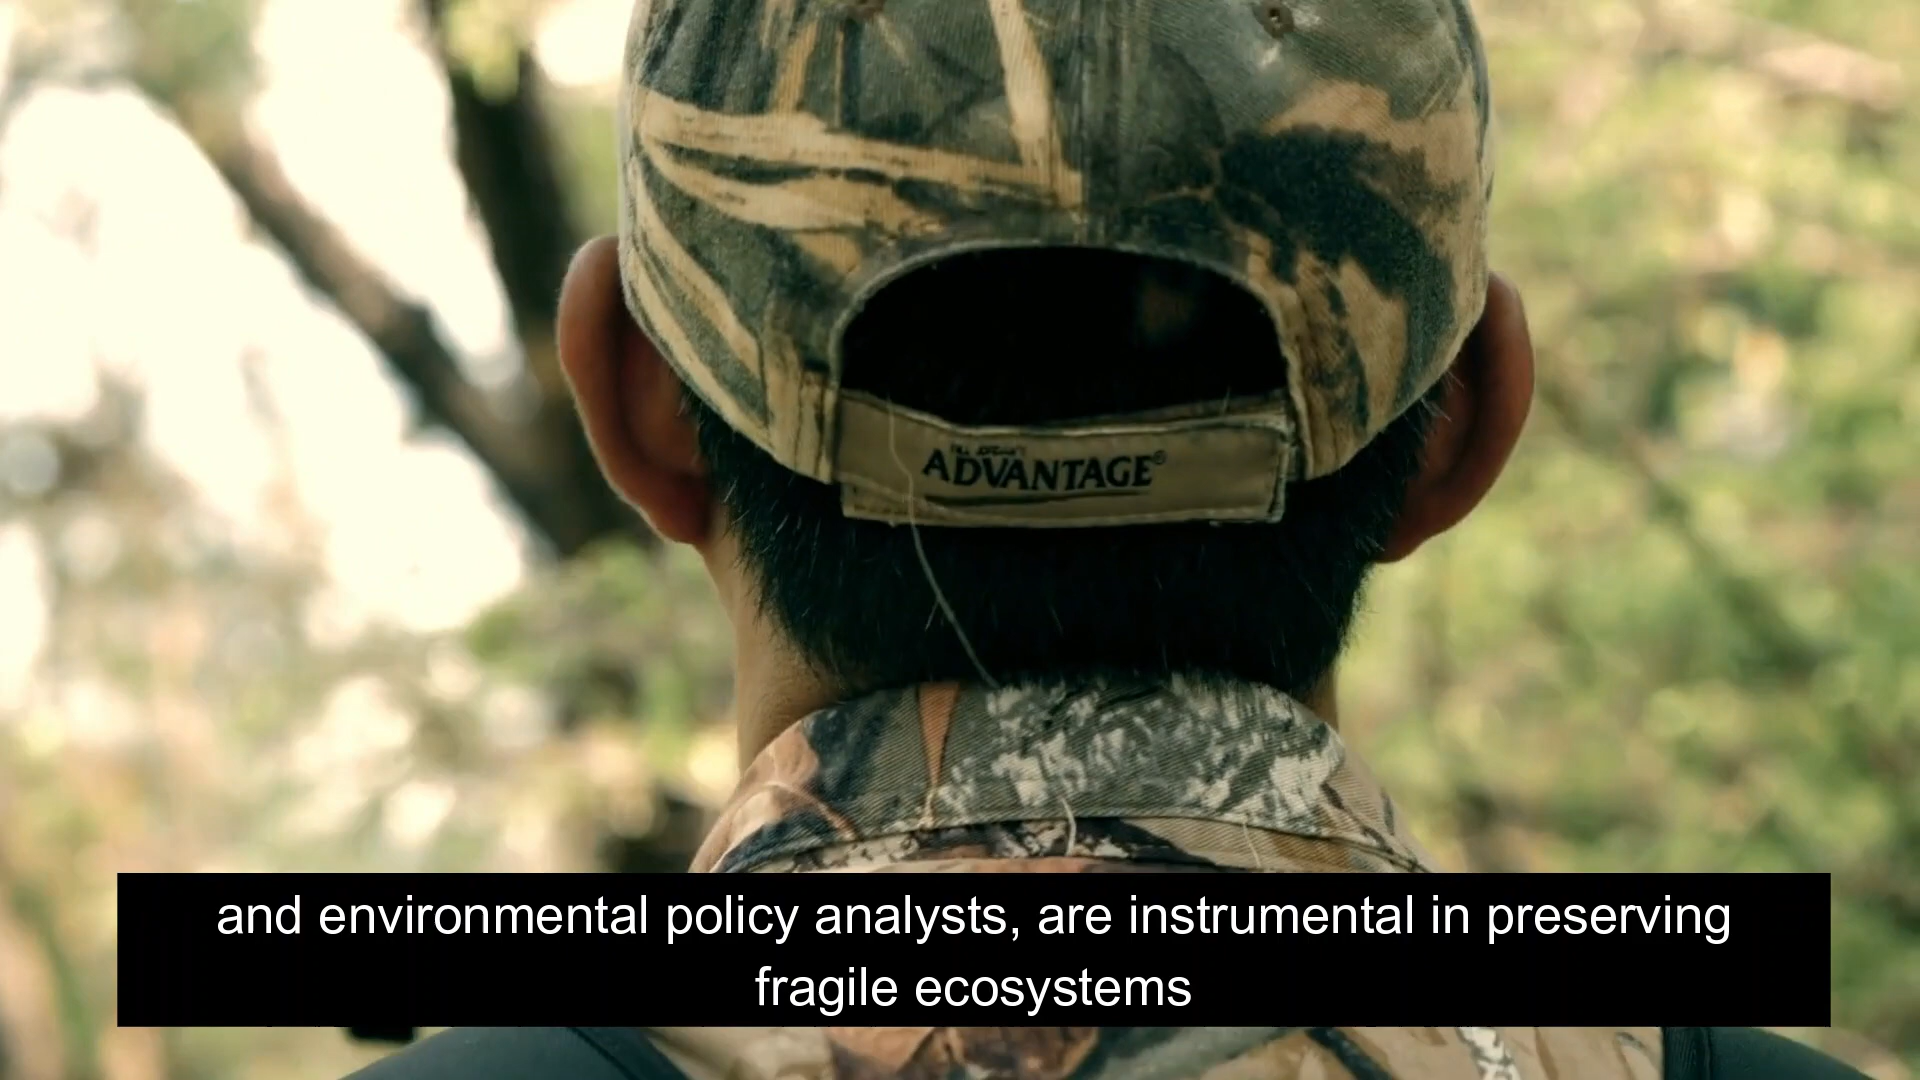 ADVANTAGE®
and environmental policy analysts, are instrumental in preserving
fragile ecosystems